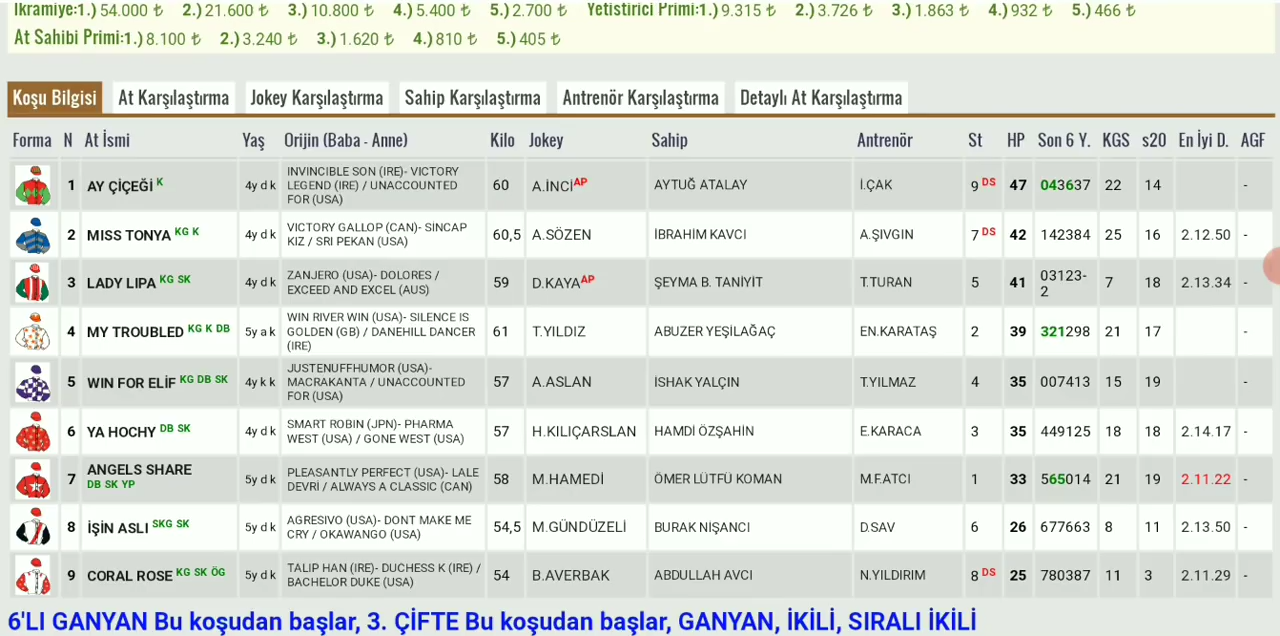 İkramiye:1.) 54.000 ₺ 2.) 21.600 ₺ 3.) 10.800 ₺ 4.) 5.400 ₺ 5.) 2.700 ₺ Yetiştirici Primi:1.) 9.315 ₺ 2.) 3.726 ₺ 3.) 1.863 ₺ 4.) 932 ₺ 5.) 466 ₺
At Sahibi Primi:1.) 8.100 ₺ 2.) 3.240 ₺ 3.) 1.620 ₺ 4.) 810 ₺ 5.) 405 ₺
Koşu Bilgisi At Karşılaştırma Jokey Karşılaştırma Sahip Karşılaştırma Antrenör Karşılaştırma Detaylı At Karşılaştırma
Forma N At İsmi Yaş Orijin (Baba - Anne) Kilo Jokey Sahip Antrenör St HP Son 6 Y. KGS s20 En İyi D. AGF
INVINCIBLE SON (IRE)- VICTORY
1 AY ÇİÇEĞİ K 4y d k LEGEND (IRE) / UNACCOUNTED 60 A.İNCİ AP AYTUĞ ATALAY İ.ÇAK 9 DS 47 043637 22 14 -
FOR (USA)
VICTORY GALLOP (CAN)- SİNCAP
2 MISS TONYA KG K 4y d k KIZ / SRI PEKAN (USA) 60,5 A.SÖZEN İBRAHİM KAVCI A.ŞIVGIN 7 DS 42 142384 25 16 2.12.50 -
ZANJERO (USA)- DOLORES /
3 LADY LIPA KG SK 4y d k EXCEED AND EXCEL (AUS) 59 D.KAYA AP ŞEYMA B. TANİYİT T.TURAN 5 41 03123-
2 7 18 2.13.34 -
WIN RIVER WIN (USA)- SILENCE IS
4 MY TROUBLED KG K DB 5y a k GOLDEN (GB) / DANEHILL DANCER 61 T.YILDIZ ABUZER YEŞİLAĞAÇ EN.KARATAŞ 2 39 321298 21 17 -
(IRE)
JUSTENUFFHUMOR (USA)-
5 WIN FOR ELİF KG DB SK 4y k k MACRAKANTA / UNACCOUNTED 57 A.ASLAN İSHAK YALÇIN T.YILMAZ 4 35 007413 15 19 -
FOR (USA)
SMART ROBIN (JPN)- PHARMA
6 YA HOCHY DB SK 4y d k WEST (USA) / GONE WEST (USA) 57 H.KILIÇARSLAN HAMDİ ÖZŞAHİN E.KARACA 3 35 449125 18 18 2.14.17 -
ANGELS SHARE PLEASANTLY PERFECT (USA)- LALE
7 DB SK YP 5y d k DEVRİ / ALWAYS A CLASSIC (CAN) 58 M.HAMEDİ ÖMER LÜTFÜ KOMAN M.F.ATCI 1 33 565014 21 19 2.11.22 -
AGRESIVO (USA)- DONT MAKE ME
8 İŞİN ASLI SKG SK 5y d k CRY / OKAWANGO (USA) 54,5 M.GÜNDÜZELİ BURAK NİŞANCI D.SAV 6 26 677663 8 11 2.13.50 -
TALIP HAN (IRE)- DUCHESS K (IRE) /
9 CORAL ROSE KG SK ÖG 5y d k BACHELOR DUKE (USA) 54 B.AVERBAK ABDULLAH AVCI N.YILDIRIM 8 DS 25 780387 11 3 2.11.29 -
6'LI GANYAN Bu koşudan başlar, 3. ÇİFTE Bu koşudan başlar, GANYAN, İKİLİ, SIRALI İKİLİ